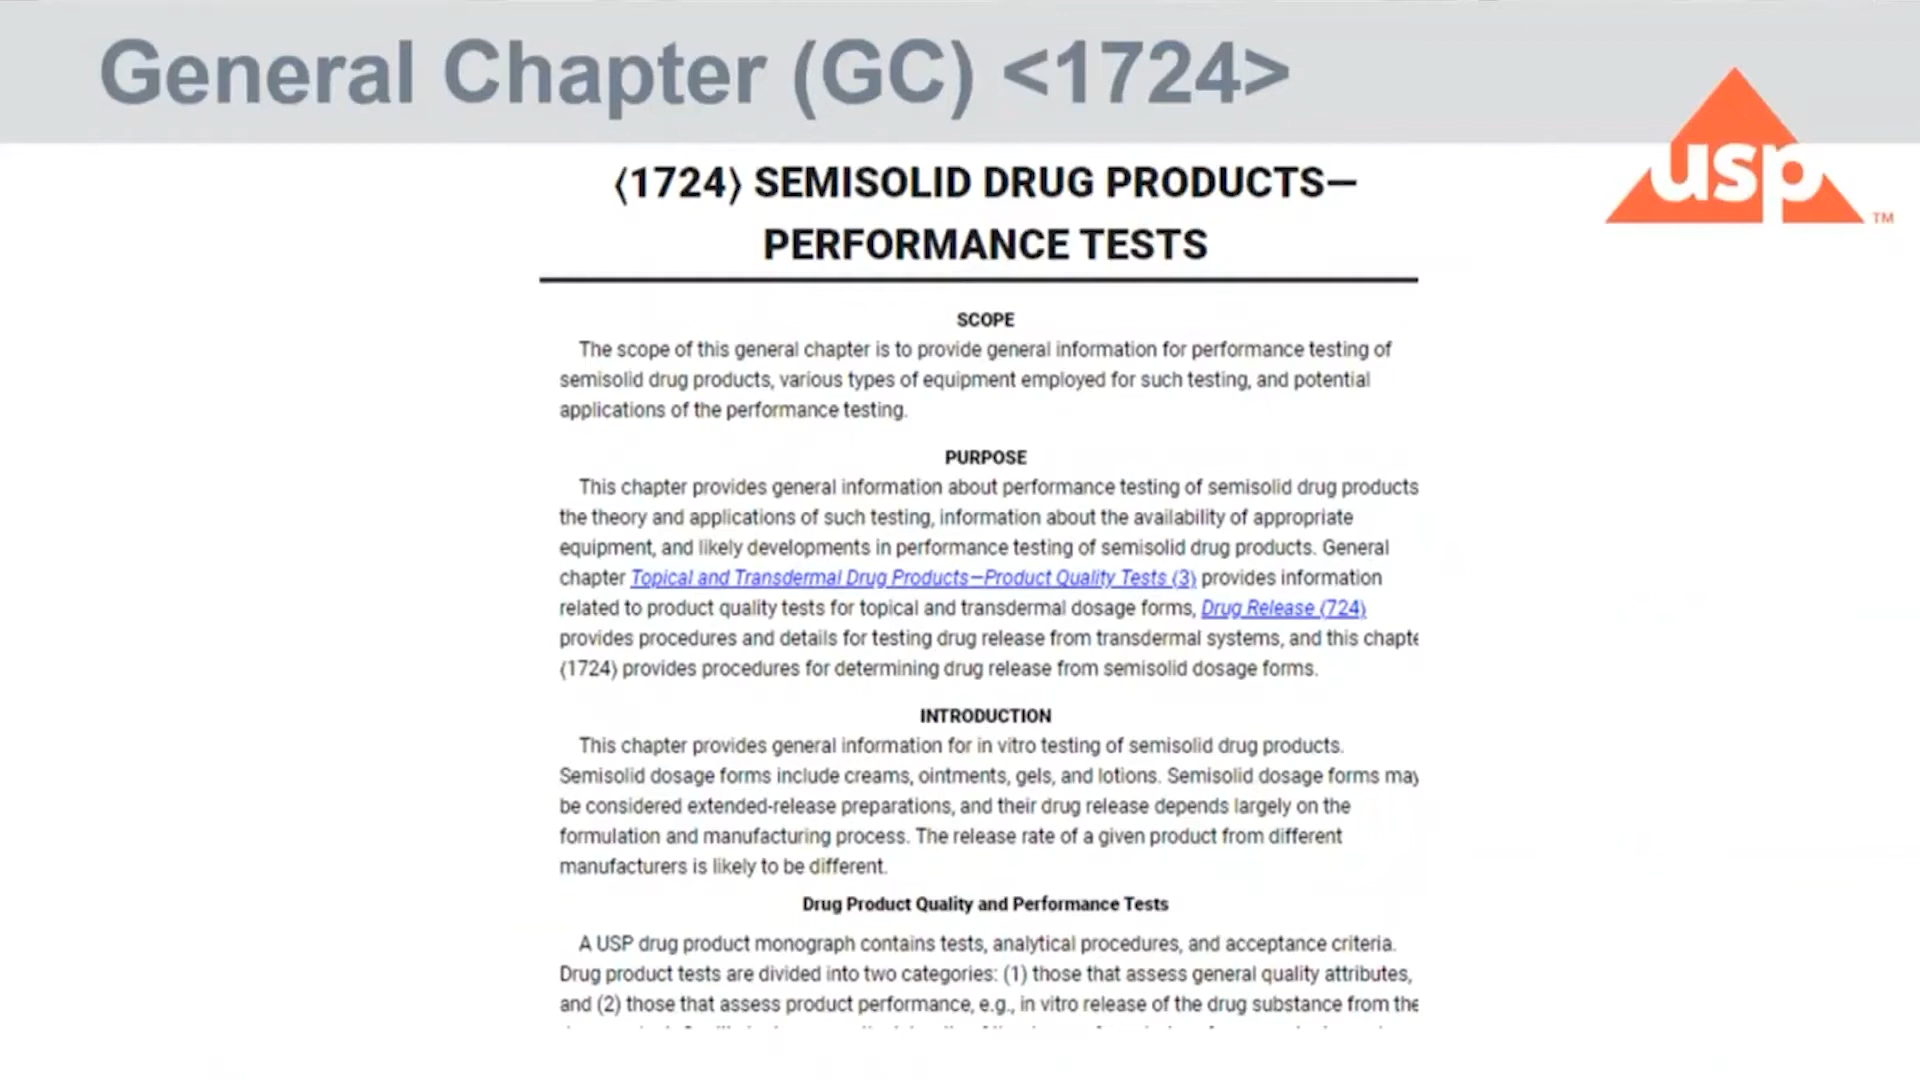 General Chapter (GC) <1724>
usp
TM
⟨1724⟩ SEMISOLID DRUG PRODUCTS—
PERFORMANCE TESTS
SCOPE
The scope of this general chapter is to provide general information for performance testing of
semisolid drug products, various types of equipment employed for such testing, and potential
applications of the performance testing.
PURPOSE
This chapter provides general information about performance testing of semisolid drug products
the theory and applications of such testing, information about the availability of appropriate
equipment, and likely developments in performance testing of semisolid drug products. General
chapter Topical and Transdermal Drug Products—Product Quality Tests ⟨3⟩ provides information
related to product quality tests for topical and transdermal dosage forms, Drug Release ⟨724⟩
provides procedures and details for testing drug release from transdermal systems, and this chapte
⟨1724⟩ provides procedures for determining drug release from semisolid dosage forms.
INTRODUCTION
This chapter provides general information for in vitro testing of semisolid drug products.
Semisolid dosage forms include creams, ointments, gels, and lotions. Semisolid dosage forms may
be considered extended-release preparations, and their drug release depends largely on the
formulation and manufacturing process. The release rate of a given product from different
manufacturers is likely to be different.
Drug Product Quality and Performance Tests
A USP drug product monograph contains tests, analytical procedures, and acceptance criteria.
Drug product tests are divided into two categories: (1) those that assess general quality attributes,
and (2) those that assess product performance, e.g., in vitro release of the drug substance from the